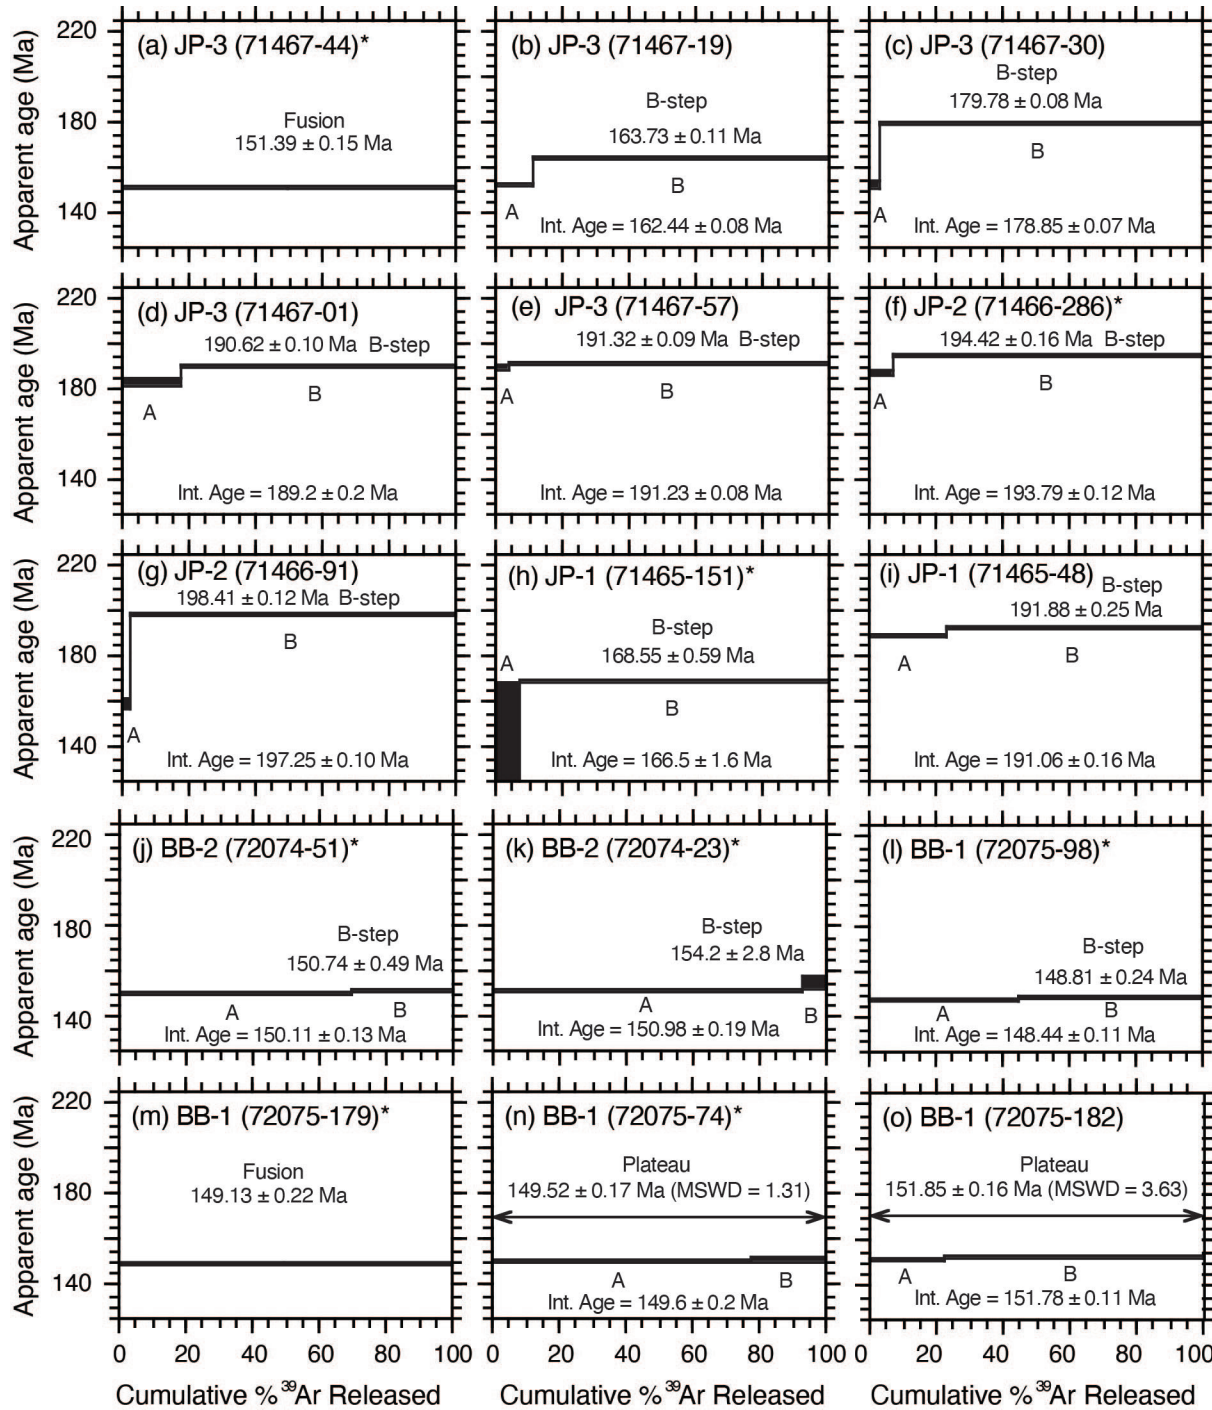 Apparent age (Ma)
220
180
140
(a) JP-3 (71467-44)*
Fusion
151.39 ± 0.15 Ma
(b) JP-3 (71467-19)
B-step
163.73 ± 0.11 Ma
B
A
Int. Age = 162.44 ± 0.08 Ma
(c) JP-3 (71467-30)
B-step
179.78 ± 0.08 Ma
B
A
Int. Age = 178.85 ± 0.07 Ma
Apparent age (Ma)
220
180
140
(d) JP-3 (71467-01)
190.62 ± 0.10 Ma B-step
B
A
Int. Age = 189.2 ± 0.2 Ma
(e) JP-3 (71467-57)
191.32 ± 0.09 Ma B-step
B
A
Int. Age = 191.23 ± 0.08 Ma
(f) JP-2 (71466-286)*
194.42 ± 0.16 Ma B-step
B
A
Int. Age = 193.79 ± 0.12 Ma
Apparent age (Ma)
220
180
140
(g) JP-2 (71466-91)
198.41 ± 0.12 Ma B-step
B
A
Int. Age = 197.25 ± 0.10 Ma
(h) JP-1 (71465-151)*
B-step
168.55 ± 0.59 Ma
A
B
Int. Age = 166.5 ± 1.6 Ma
(i) JP-1 (71465-48)
B-step
191.88 ± 0.25 Ma
A
B
Int. Age = 191.06 ± 0.16 Ma
Apparent age (Ma)
220
180
140
(j) BB-2 (72074-51)*
B-step
150.74 ± 0.49 Ma
A
B
Int. Age = 150.11 ± 0.13 Ma
(k) BB-2 (72074-23)*
B-step
154.2 ± 2.8 Ma
A
B
Int. Age = 150.98 ± 0.19 Ma
(l) BB-1 (72075-98)*
B-step
148.81 ± 0.24 Ma
A
B
Int. Age = 148.44 ± 0.11 Ma
Apparent age (Ma)
220
180
140
(m) BB-1 (72075-179)*
Fusion
149.13 ± 0.22 Ma
(n) BB-1 (72075-74)*
Plateau
149.52 ± 0.17 Ma (MSWD = 1.31)
A
B
Int. Age = 149.6 ± 0.2 Ma
(o) BB-1 (72075-182)
Plateau
151.85 ± 0.16 Ma (MSWD = 3.63)
A
B
Int. Age = 151.78 ± 0.11 Ma
0 20 40 60 80 100
0 20 40 60 80 100
0 20 40 60 80 100
Cumulative % ³⁹Ar Released
Cumulative % ³⁹Ar Released
Cumulative % ³⁹Ar Released